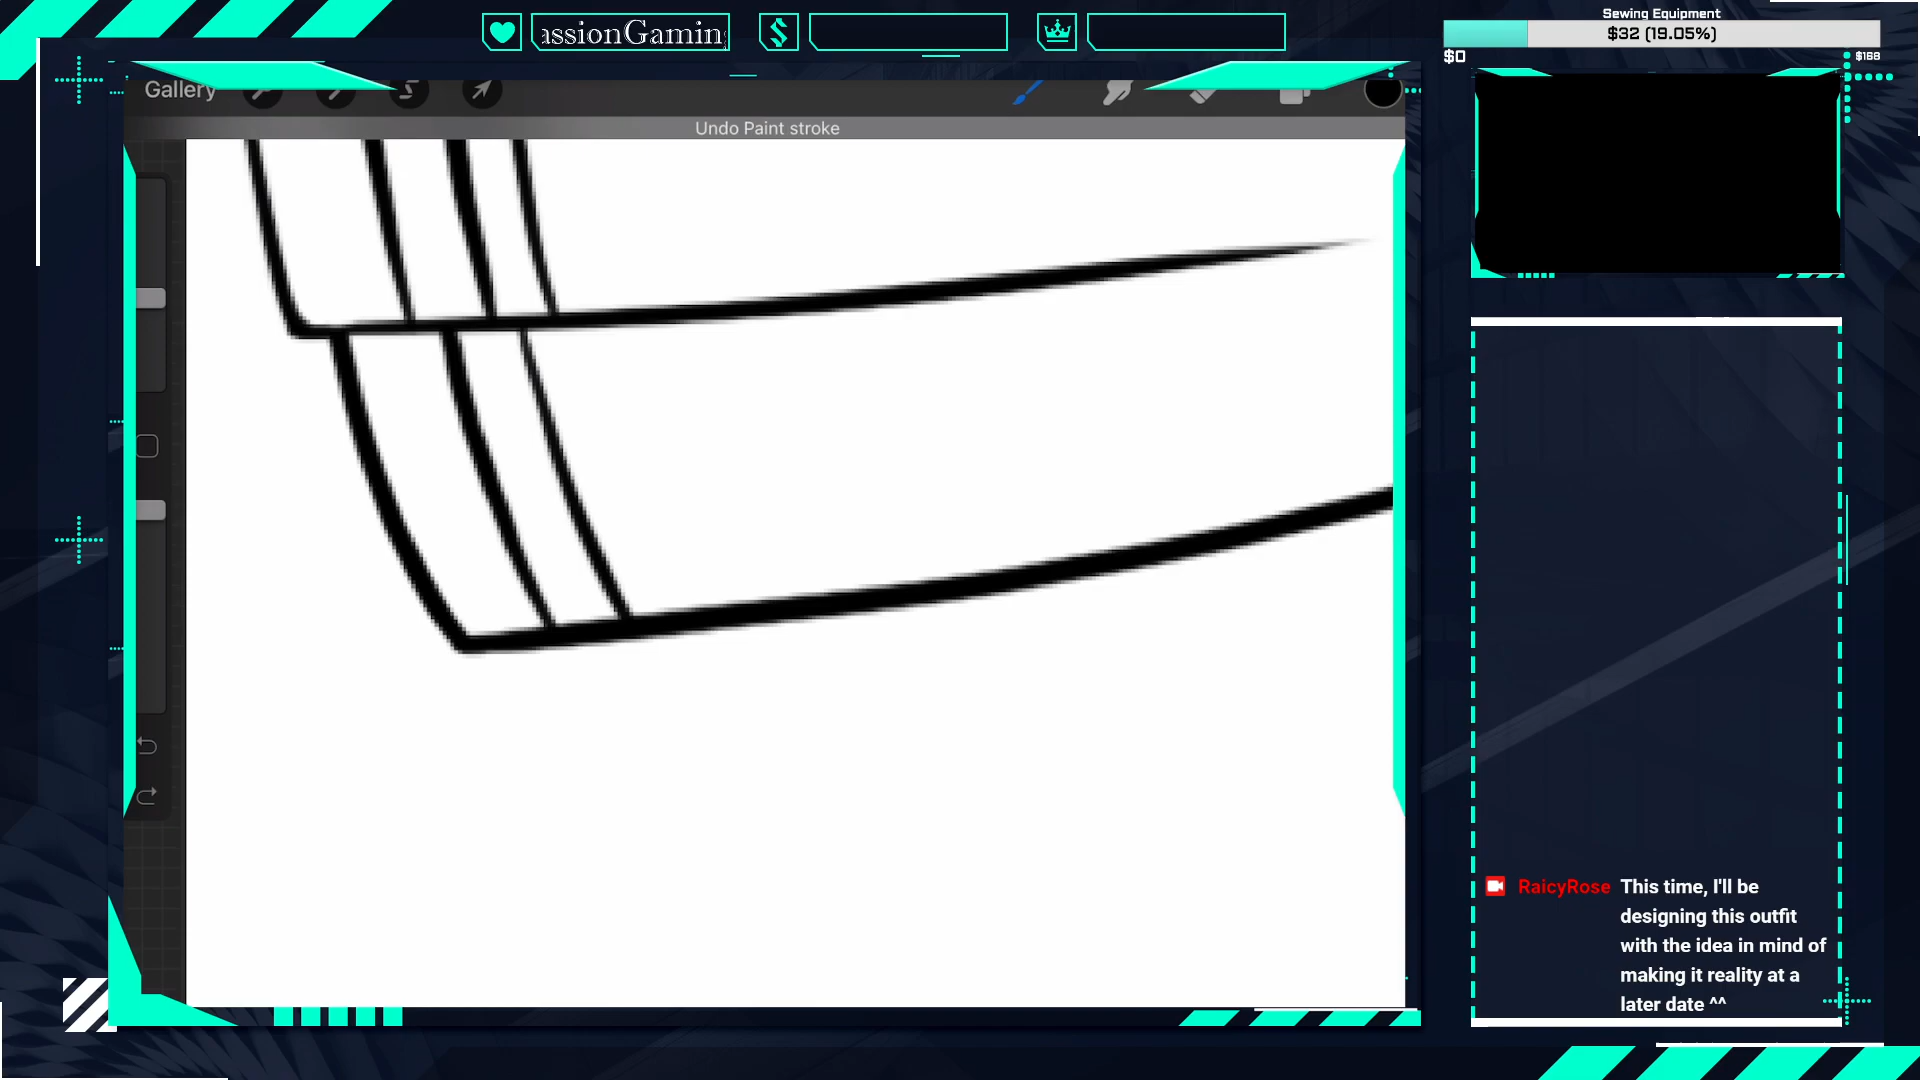 assionGamin
Sewing Equipment
$32 (19.05%)
$0
$168
Gallery
Undo Paint stroke
RaicyRose This time, I'll be
designing this outfit
with the idea in mind of
making it reality at a
later date ^^